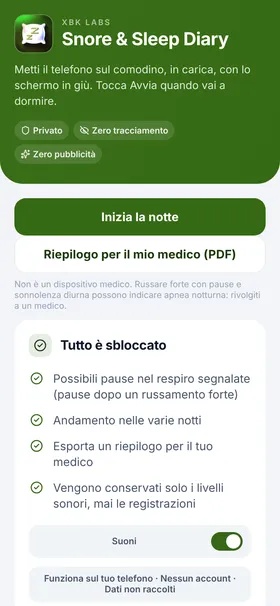 XBK LABS
Snore & Sleep Diary
Metti il telefono sul comodino, in carica, con lo
schermo in giù. Tocca Avvia quando vai a
dormire.
Privato
Zero tracciamento
Zero pubblicità
Inizia la notte
Riepilogo per il mio medico (PDF)
Non è un dispositivo medico. Russare forte con pause e
sonnolenza diurna possono indicare apnea notturna: rivolgiti
a un medico.
Tutto è sbloccato
Possibili pause nel respiro segnalate
(pause dopo un russamento forte)
Andamento nelle varie notti
Esporta un riepilogo per il tuo
medico
Vengono conservati solo i livelli
sonori, mai le registrazioni
Suoni
Funziona sul tuo telefono · Nessun account ·
Dati non raccolti